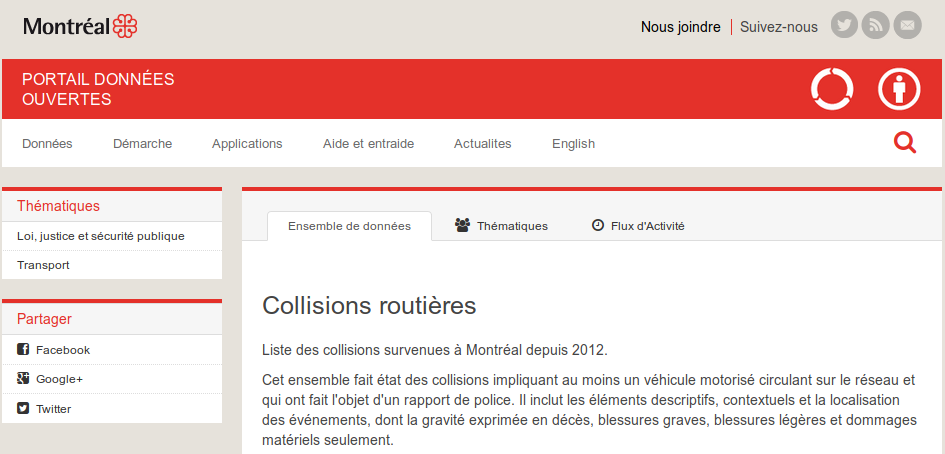 Montréal
Nous joindre | Suivez-nous
PORTAIL DONNÉES
OUVERTES
Données Démarche Applications Aide et entraide Actualites English
Thématiques
Loi, justice et sécurité publique
Transport
Partager
Facebook
Google+
Twitter
Ensemble de données Thématiques Flux d'Activité
Collisions routières
Liste des collisions survenues à Montréal depuis 2012.
Cet ensemble fait état des collisions impliquant au moins un véhicule motorisé circulant sur le réseau et
qui ont fait l'objet d'un rapport de police. Il inclut les éléments descriptifs, contextuels et la localisation
des événements, dont la gravité exprimée en décès, blessures graves, blessures légères et dommages
matériels seulement.